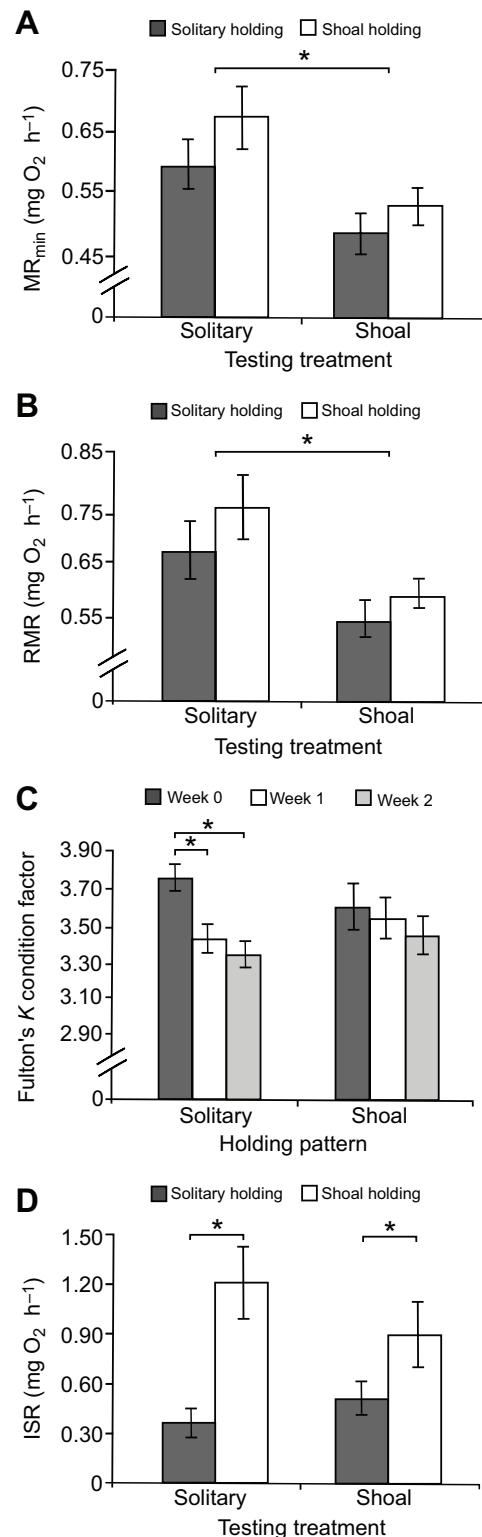 A
Solitary holding Shoal holding
*
0.75
0.65
0.55
0.45
0
MRmin (mg O2 h–1)
Solitary Shoal
Testing treatment
B
Solitary holding Shoal holding
*
0.85
0.75
0.65
0.55
0
RMR (mg O2 h–1)
Solitary Shoal
Testing treatment
C
Week 0 Week 1 Week 2
*
*
3.90
3.70
3.50
3.30
3.10
2.90
0
Fulton's K condition factor
Solitary Shoal
Holding pattern
D
Solitary holding Shoal holding
* *
1.50
1.20
0.90
0.60
0.30
0
ISR (mg O2 h–1)
Solitary Shoal
Testing treatment